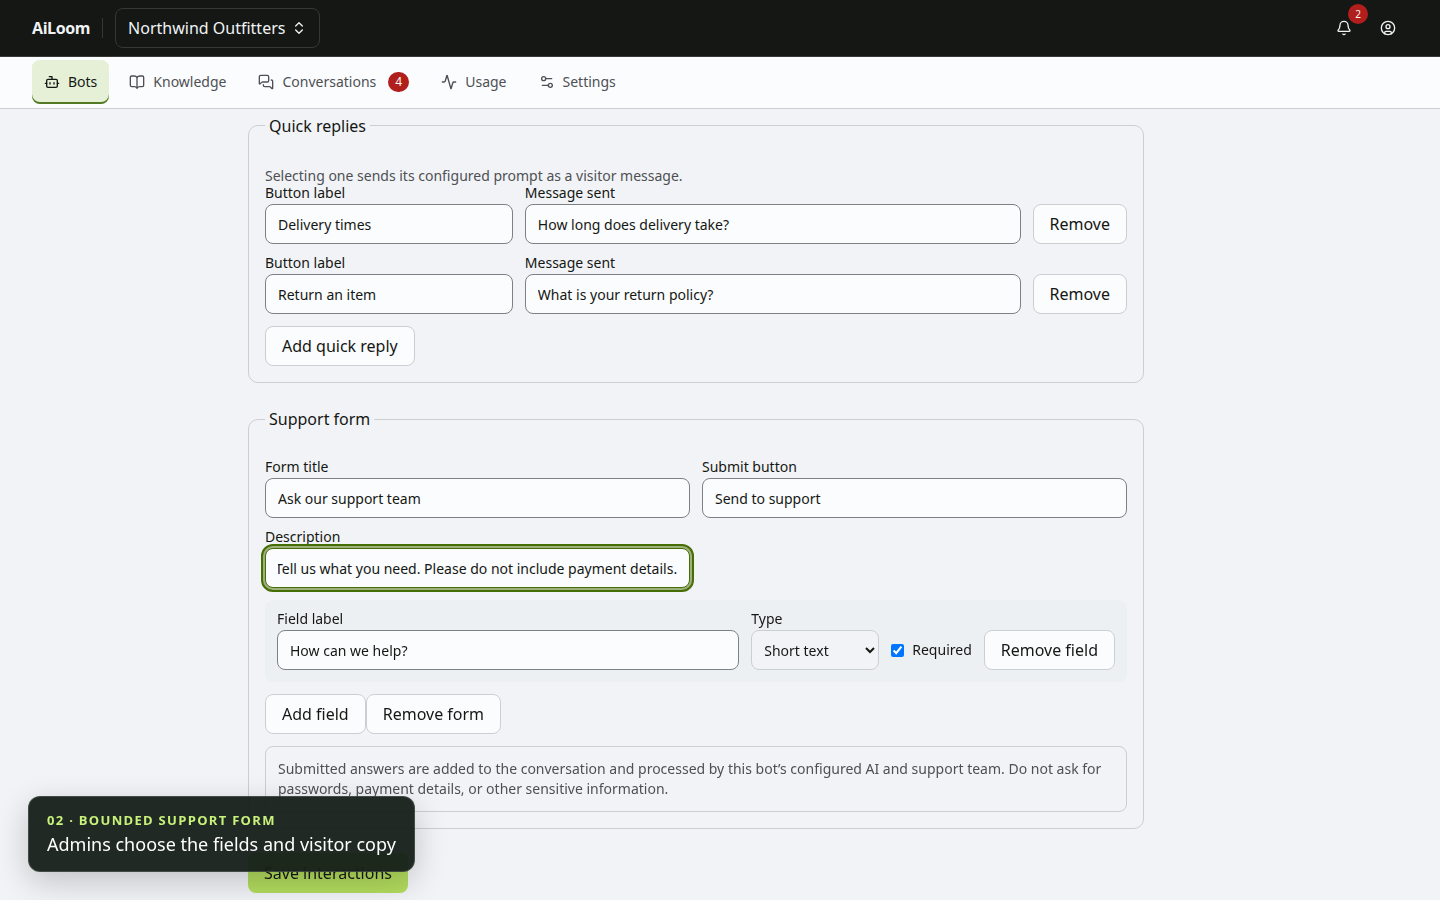 AiLoom
Northwind Outfitters
2
Bots
Knowledge
Conversations 4
Usage
Settings
Quick replies
Selecting one sends its configured prompt as a visitor message.
Button label
Message sent
Delivery times
How long does delivery take?
Remove
Button label
Message sent
Return an item
What is your return policy?
Remove
Add quick reply
Support form
Form title
Submit button
Ask our support team
Send to support
Description
Tell us what you need. Please do not include payment details.
Field label
Type
How can we help?
Short text
Required
Remove field
Add field
Remove form
Submitted answers are added to the conversation and processed by this bot’s configured AI and support team. Do not ask for
passwords, payment details, or other sensitive information.
02 · BOUNDED SUPPORT FORM
Admins choose the fields and visitor copy
Save interactions